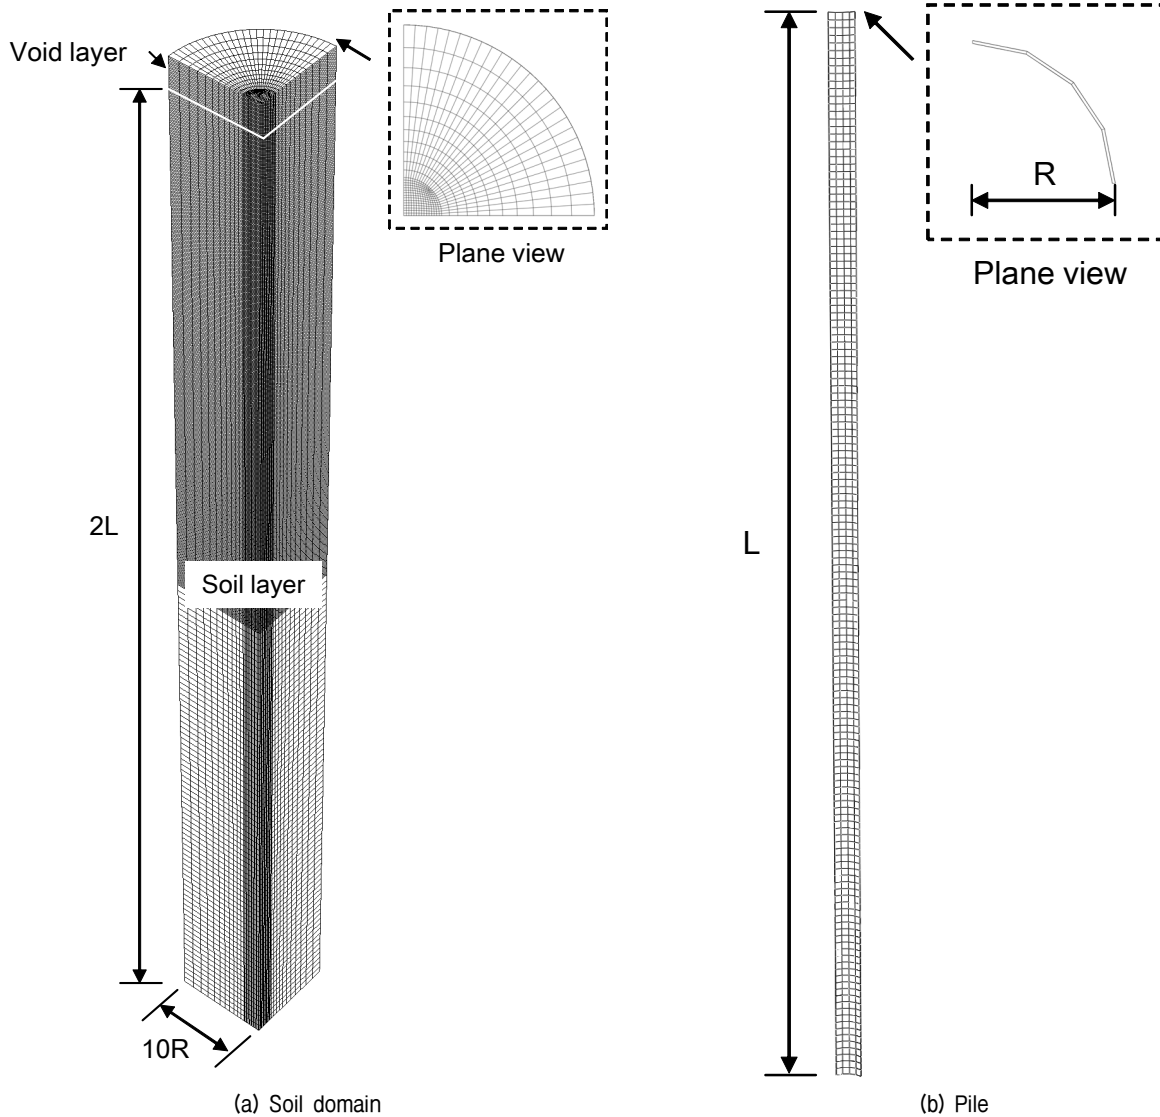 Void layer
Plane view
2L
Soil layer
10R
(a) Soil domain
R
Plane view
L
(b) Pile